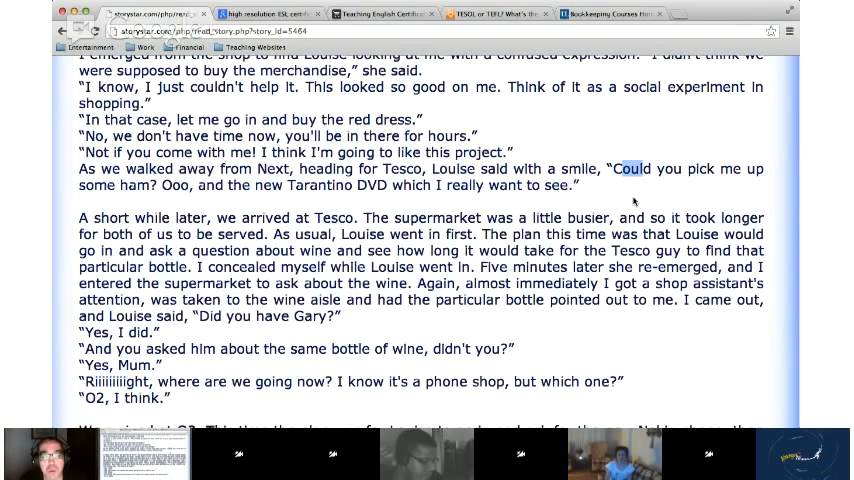 storystar.com/php/read_s
high resolution ESL certific
Teaching English Certificat
TESOL or TEFL? What's the
Bookkeeping Courses Hom
storystar.com/php/read_story.php?story_id=5464
Entertainment Work Financial Teaching Websites
I emerged from the shop to find Louise looking at me with a confused expression. "I didn't think we
were supposed to buy the merchandise," she said.
"I know, I just couldn't help it. This looked so good on me. Think of it as a social experiment in
shopping."
"In that case, let me go in and buy the red dress."
"No, we don't have time now, you'll be in there for hours."
"Not if you come with me! I think I'm going to like this project."
As we walked away from Next, heading for Tesco, Louise said with a smile, "Could you pick me up
some ham? Ooo, and the new Tarantino DVD which I really want to see."
A short while later, we arrived at Tesco. The supermarket was a little busier, and so it took longer
for both of us to be served. As usual, Louise went in first. The plan this time was that Louise would
go in and ask a question about wine and see how long it would take for the Tesco guy to find that
particular bottle. I concealed myself while Louise went in. Five minutes later she re-emerged, and I
entered the supermarket to ask about the wine. Again, almost immediately I got a shop assistant's
attention, was taken to the wine aisle and had the particular bottle pointed out to me. I came out,
and Louise said, "Did you have Gary?"
"Yes, I did."
"And you asked him about the same bottle of wine, didn't you?"
"Yes, Mum."
"Riiiiiiiiight, where are we going now? I know it's a phone shop, but which one?"
"O2, I think."